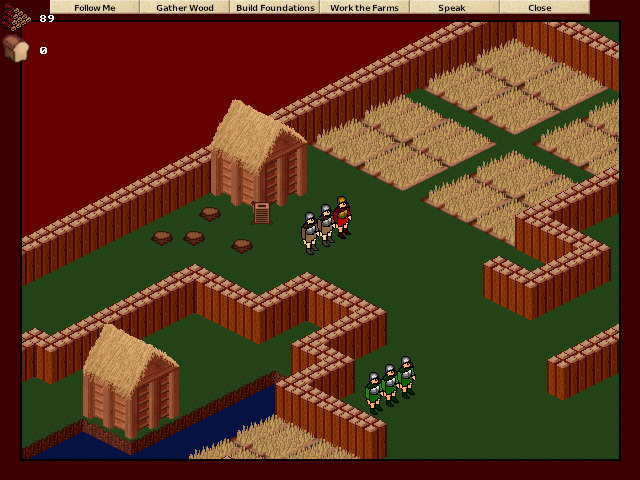 Follow Me
Gather Wood
Build Foundations
Work the Farms
Speak
Close
89
0